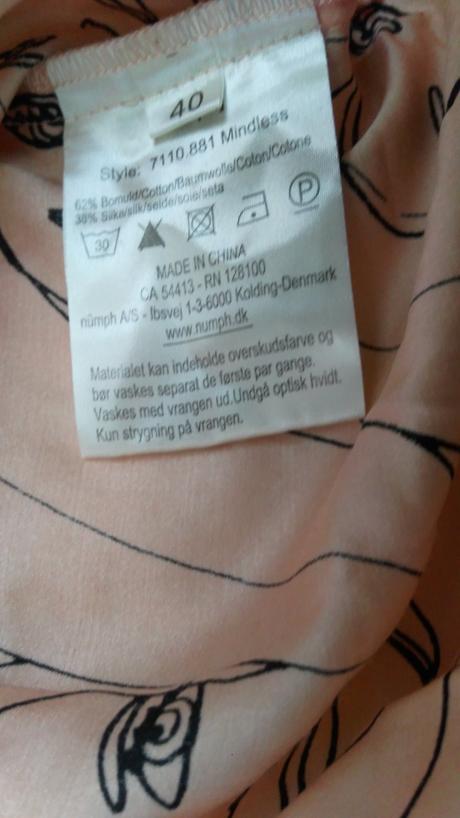 40
Style: 7110.881 Mindless
62% Bomuld/Cotton/Baumwolle/Coton/Cotone
38% Silke/silk/seide/soie/seta
30
P
MADE IN CHINA
CA 54413 - RN 128100
nümph A/S - Ibsvej 1-3-6000 Kolding-Denmark
www.numph.dk
Materialet kan indeholde overskudsfarve og
bør vaskes separat de første par gange.
Vaskes med vrangen ud.Undgå optisk hvidt.
Kun strygning på vrangen.